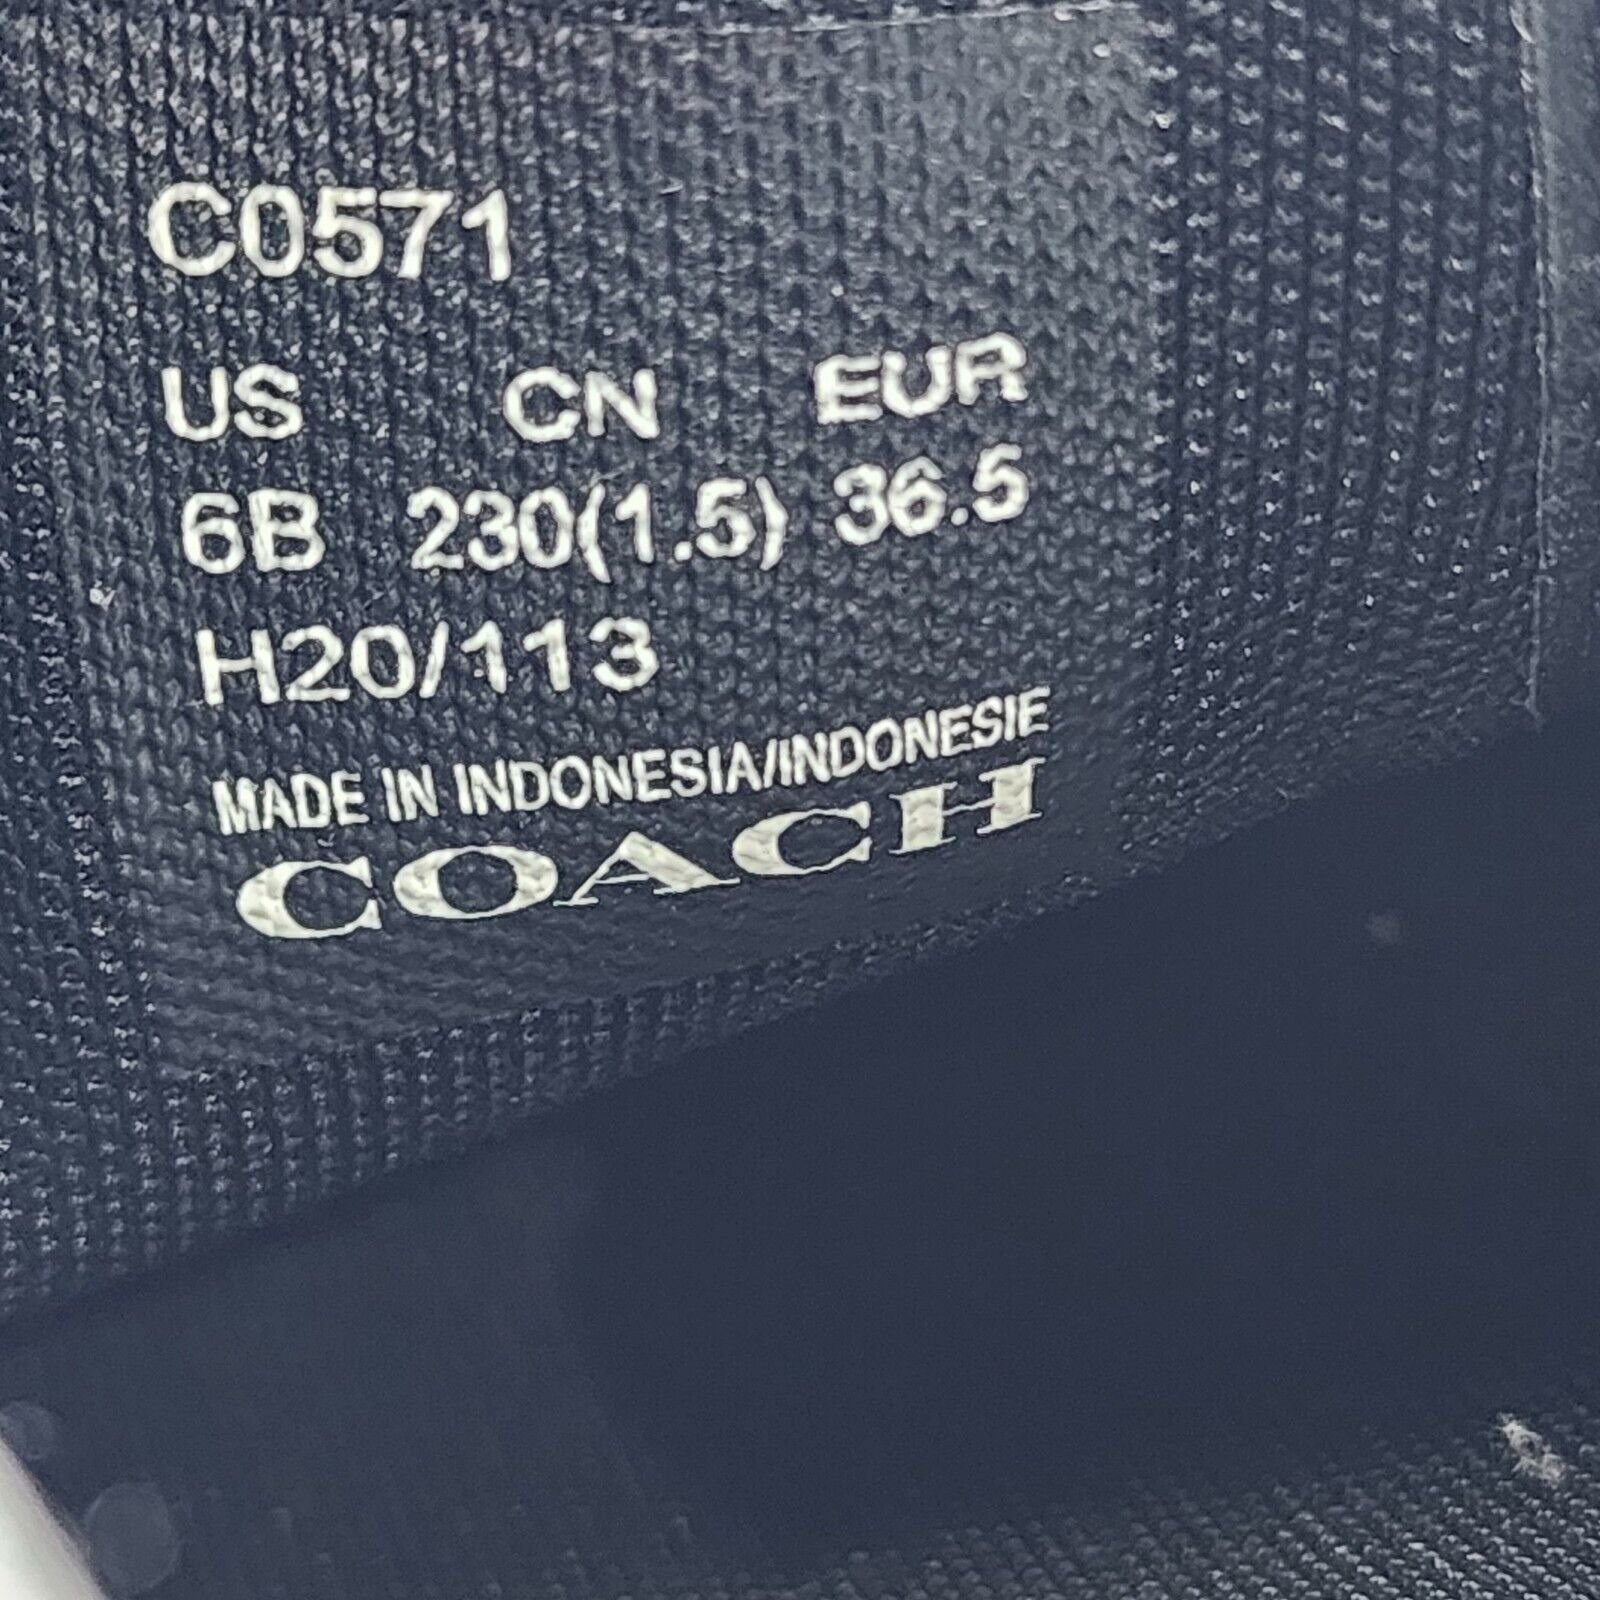 C0571
US CN EUR
6B 230(1.5) 36.5
H20/113
MADE IN INDONESIA/INDONESIE
COACH